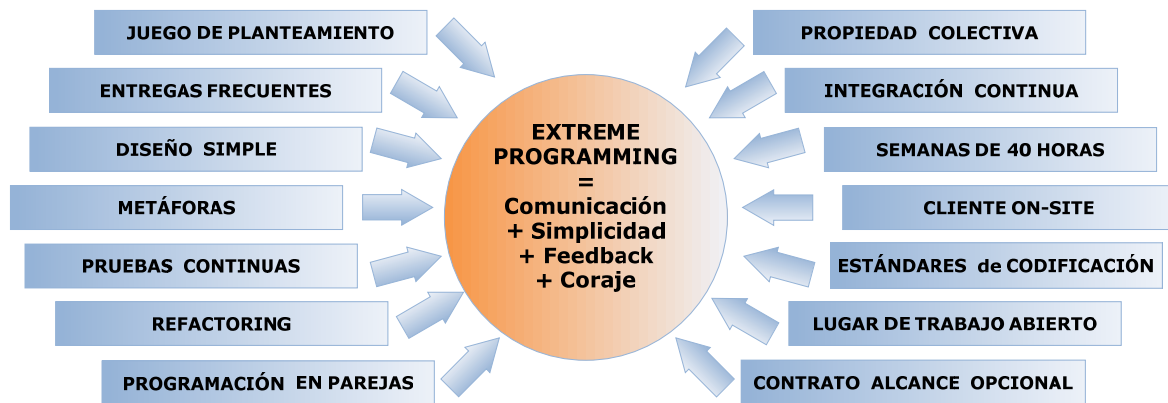 JUEGO DE PLANTEAMIENTO
ENTREGAS FRECUENTES
DISEÑO SIMPLE
METÁFORAS
PRUEBAS CONTINUAS
REFACTORING
PROGRAMACIÓN EN PAREJAS
EXTREME
PROGRAMMING
=
Comunicación
+ Simplicidad
+ Feedback
+ Coraje
PROPIEDAD COLECTIVA
INTEGRACIÓN CONTINUA
SEMANAS DE 40 HORAS
CLIENTE ON-SITE
ESTÁNDARES de CODIFICACIÓN
LUGAR DE TRABAJO ABIERTO
CONTRATO ALCANCE OPCIONAL